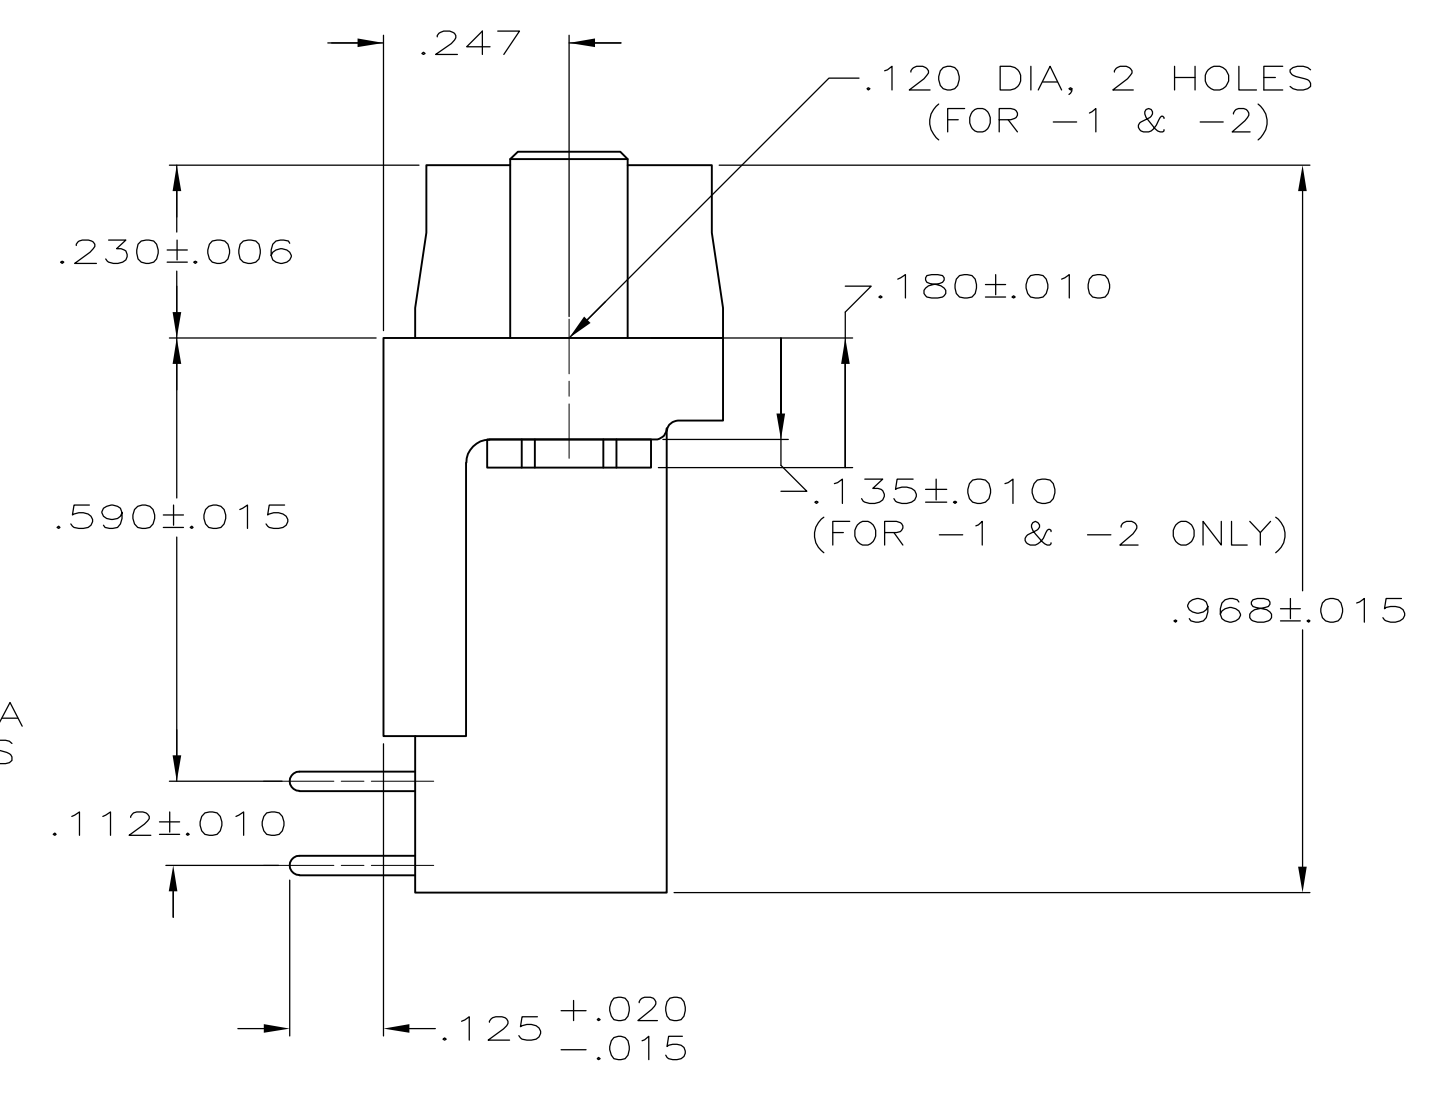 .247
.120 DIA, 2 HOLES
(FOR -1 & -2)
.230±.006
.180±.010
.135±.010
(FOR -1 & -2 ONLY)
.590±.015
.968±.015
A
S
.112±.010
.125 +.020
-.015